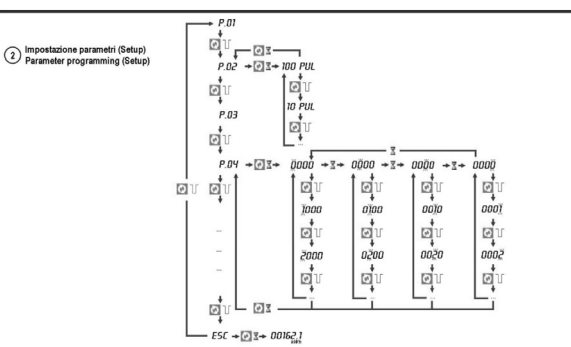 P.01
2 Impostazione parametri (Setup)
Parameter programming (Setup)
P.02 100 PUL
10 PUL
...
P.03
P.04 0000 0000 0000 0000
1000 0100 0010 0001
...
2000 0200 0020 0002
...
...
... ... ... ...
ESC 00162.1
kWh